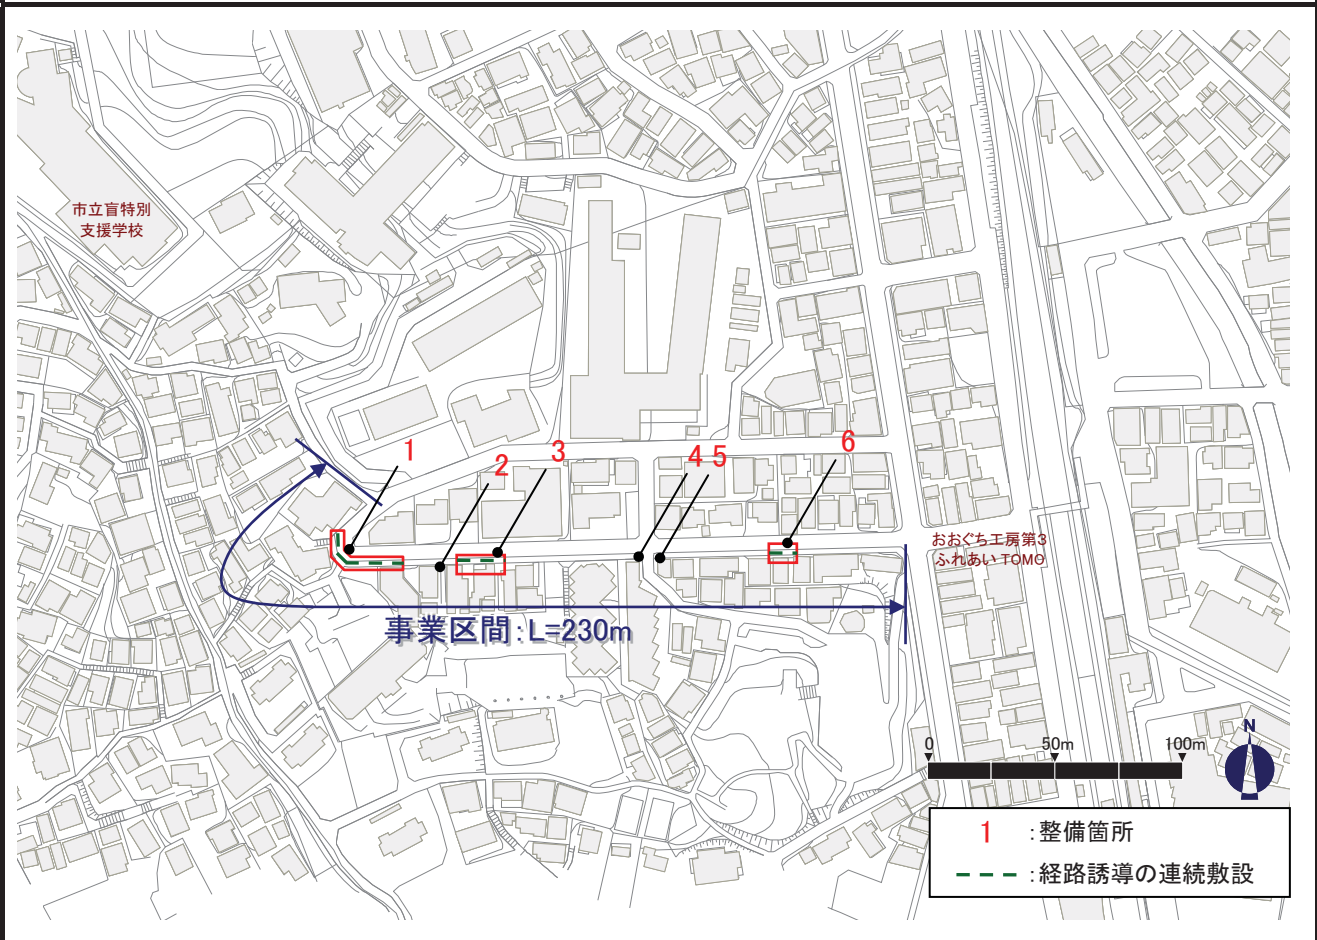 市立盲特別
支援学校
1
2
3
4
5
6
おおぐち工房第3
ふれあいTOMO
事業区間:L=230m
0
50m
100m
N
1 :整備箇所
:経路誘導の連続敷設